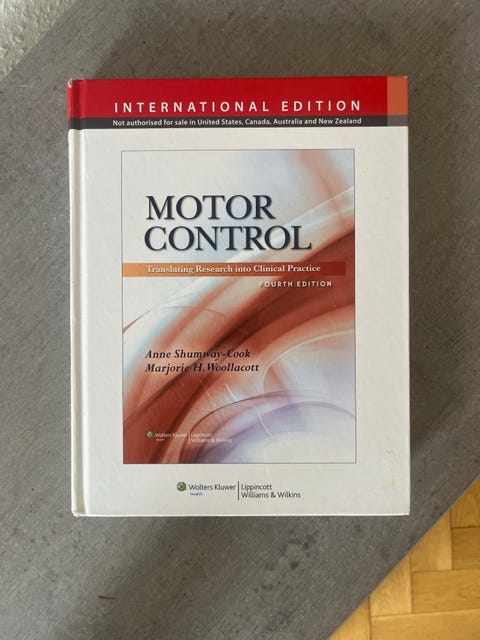 INTERNATIONAL EDITION
Not authorised for sale in United States, Canada, Australia and New Zealand
MOTOR
CONTROL
Translating Research into Clinical Practice
FOURTH EDITION
Anne Shumway-Cook
Marjorie H. Woollacott
Wolters Kluwer | Lippincott
Health | Williams & Wilkins
Wolters Kluwer | Lippincott
Health | Williams & Wilkins